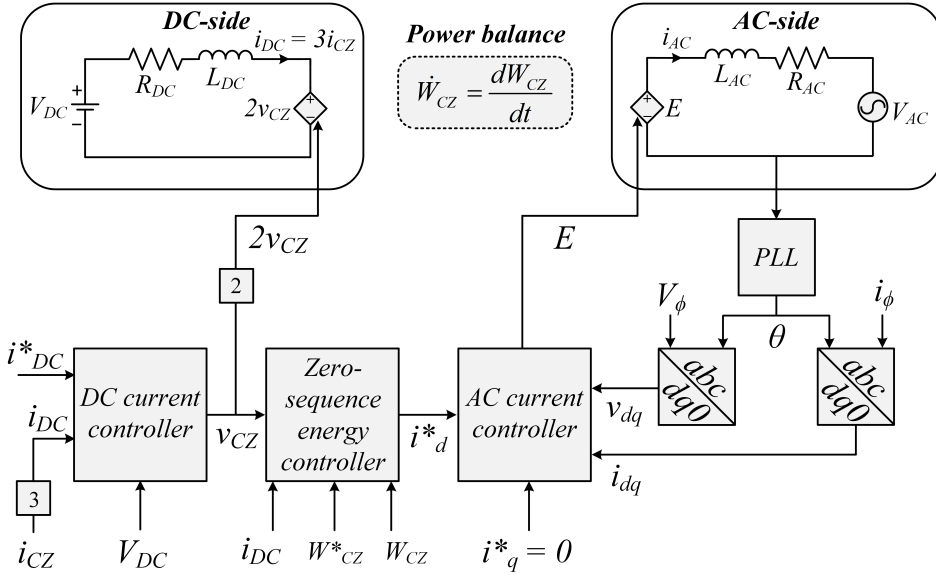 DC-side
i_DC = 3i_CZ
R_DC
L_DC
V_DC
+
−
2v_CZ
+
−
Power balance
Ẇ_CZ = dW_CZ / dt
AC-side
i_AC
L_AC
R_AC
+
−
E
V_AC
2v_CZ
2
E
PLL
θ
V_ϕ
i_ϕ
abc
dq0
abc
dq0
i*_DC
i_DC
3
i_CZ
DC current
controller
V_DC
v_CZ
Zero-
sequence
energy
controller
i_DC
W*_CZ
W_CZ
i*_d
AC current
controller
v_dq
i_dq
i*_q = 0